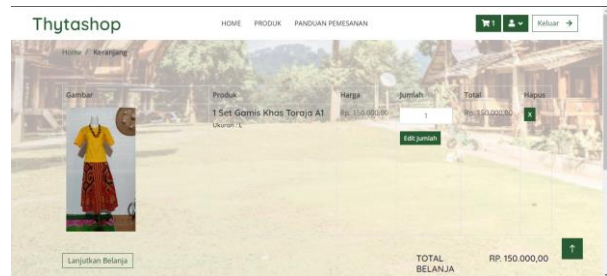 Thytashop
HOME PRODUK PANDUAN PEMESANAN
1
Keluar
Home / Keranjang
Gambar Produk Harga Jumlah Total Hapus
1 Set Gamis Khas Toraja A1 Rp. 150.000,00 1 Rp. 150.000,00 X
Ukuran : L
Edit Jumlah
Lanjutkan Belanja
TOTAL BELANJA RP. 150.000,00